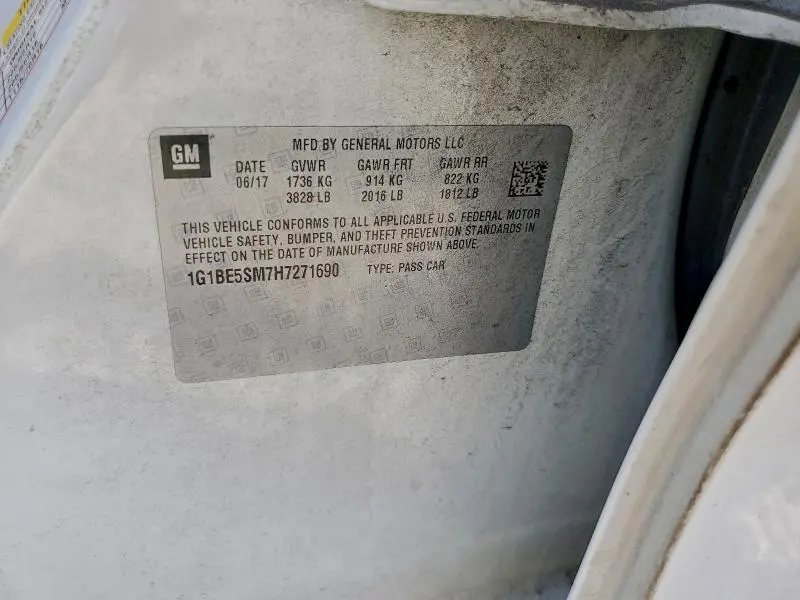 GM
MFD BY GENERAL MOTORS LLC
DATE GVWR GAWR FRT GAWR RR
06/17 1736 KG 914 KG 822 KG
3828 LB 2016 LB 1812 LB
THIS VEHICLE CONFORMS TO ALL APPLICABLE U.S. FEDERAL MOTOR
VEHICLE SAFETY, BUMPER, AND THEFT PREVENTION STANDARDS IN
EFFECT ON THE DATE OF MANUFACTURE SHOWN ABOVE.
1G1BE5SM7H7271690 TYPE: PASS CAR